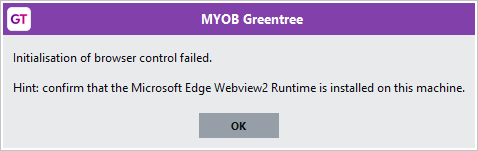 GT MYOB Greentree
Initialisation of browser control failed.
Hint: confirm that the Microsoft Edge Webview2 Runtime is installed on this machine.
OK